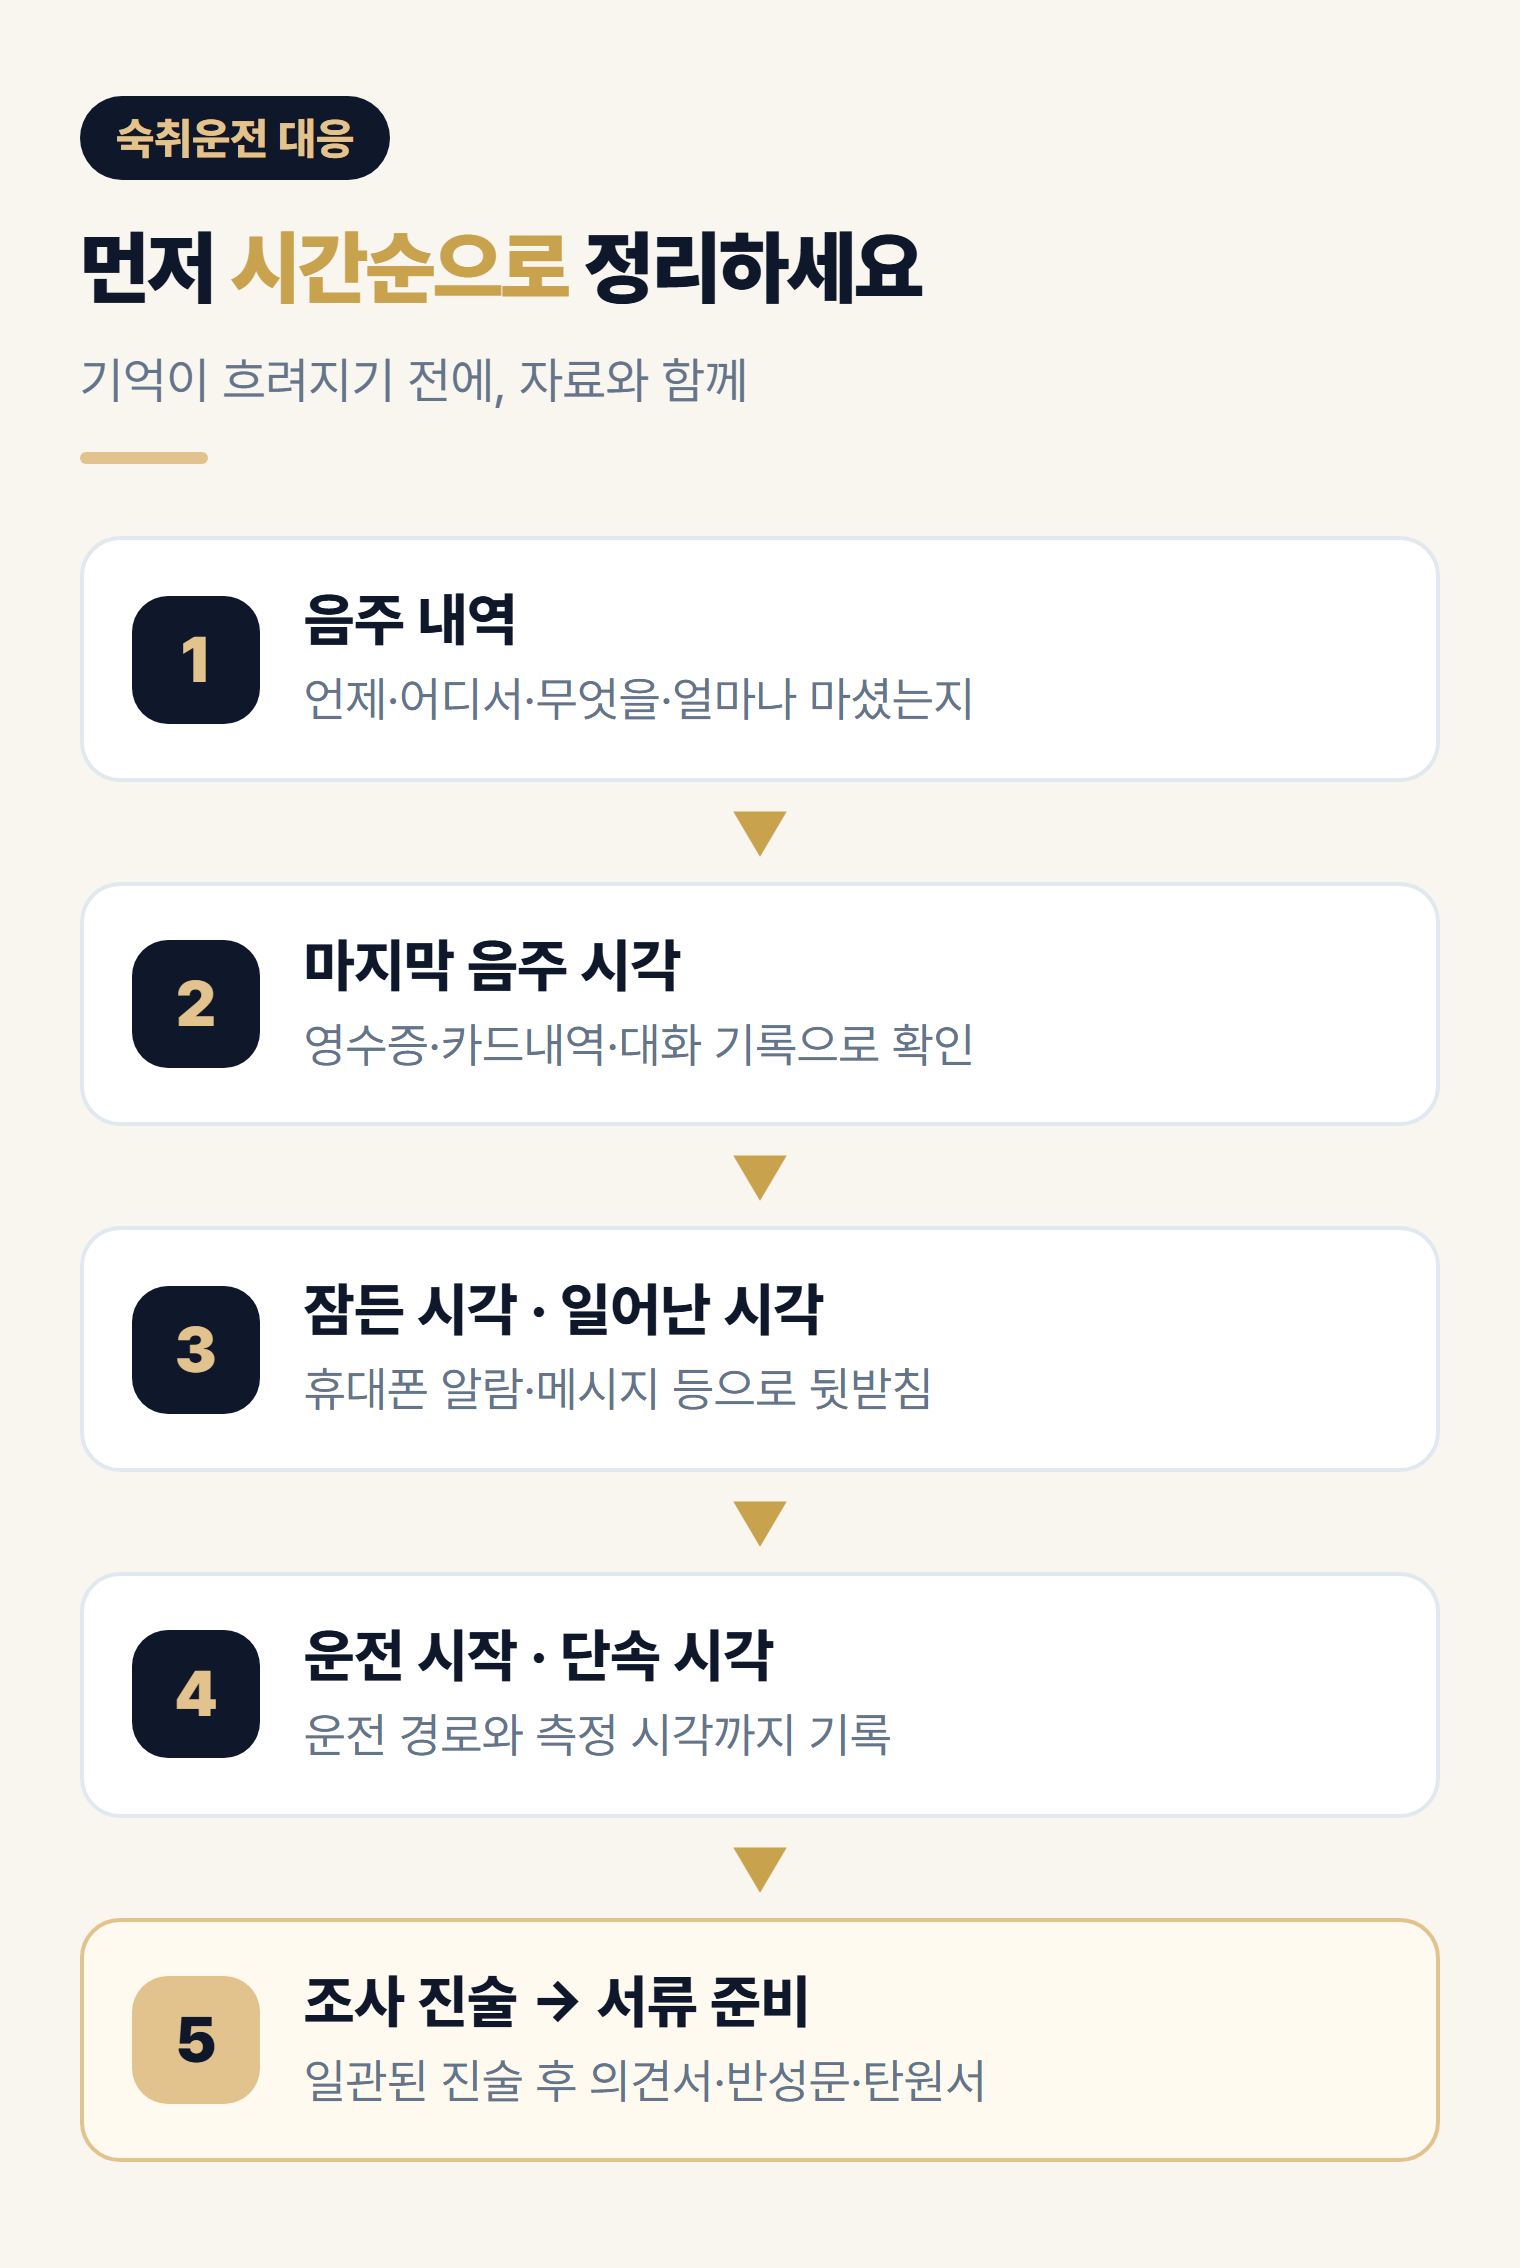 숙취운전 대응
먼저 시간순으로 정리하세요
기억이 흐려지기 전에, 자료와 함께
1
음주 내역
언제·어디서·무엇을·얼마나 마셨는지
▼
2
마지막 음주 시각
영수증·카드내역·대화 기록으로 확인
▼
3
잠든 시각 · 일어난 시각
휴대폰 알람·메시지 등으로 뒷받침
▼
4
운전 시작 · 단속 시각
운전 경로와 측정 시각까지 기록
▼
5
조사 진술 → 서류 준비
일관된 진술 후 의견서·반성문·탄원서